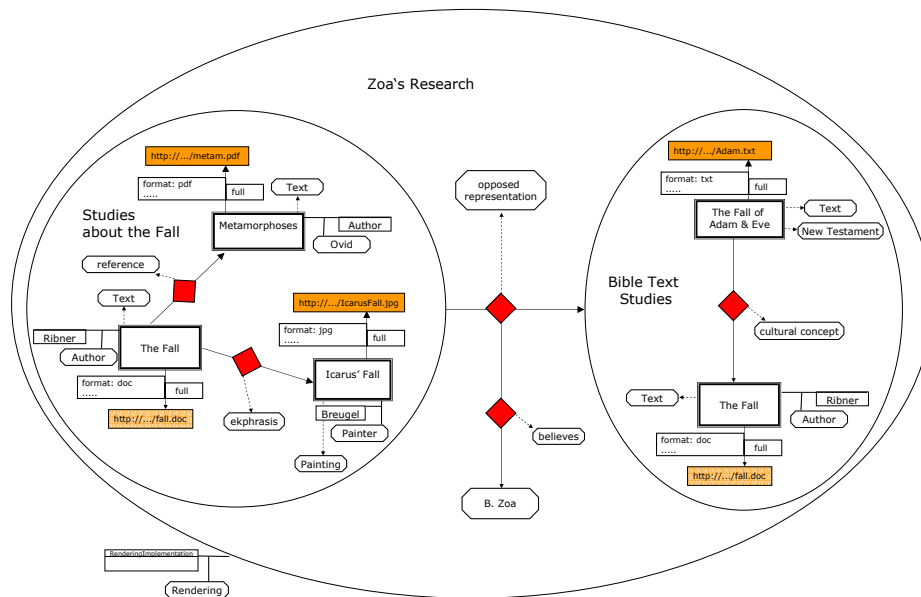 Zoa's Research
Studies
about the Fall
http://.../metam.pdf
format: pdf
.....
full
Text
Metamorphoses
Author
Ovid
reference
Text
Ribner
Author
The Fall
format: doc
.....
full
http://.../fall.doc
ekphrasis
http://.../IcarusFall.jpg
format: jpg
.....
full
Icarus' Fall
Breugel
Painter
Painting
opposed
representation
believes
B. Zoa
Bible Text
Studies
http://.../Adam.txt
format: txt
.....
full
The Fall of
Adam & Eve
Text
New Testament
cultural concept
Text
The Fall
Ribner
Author
format: doc
.....
full
http://.../fall.doc
RenderingImplementation
Rendering